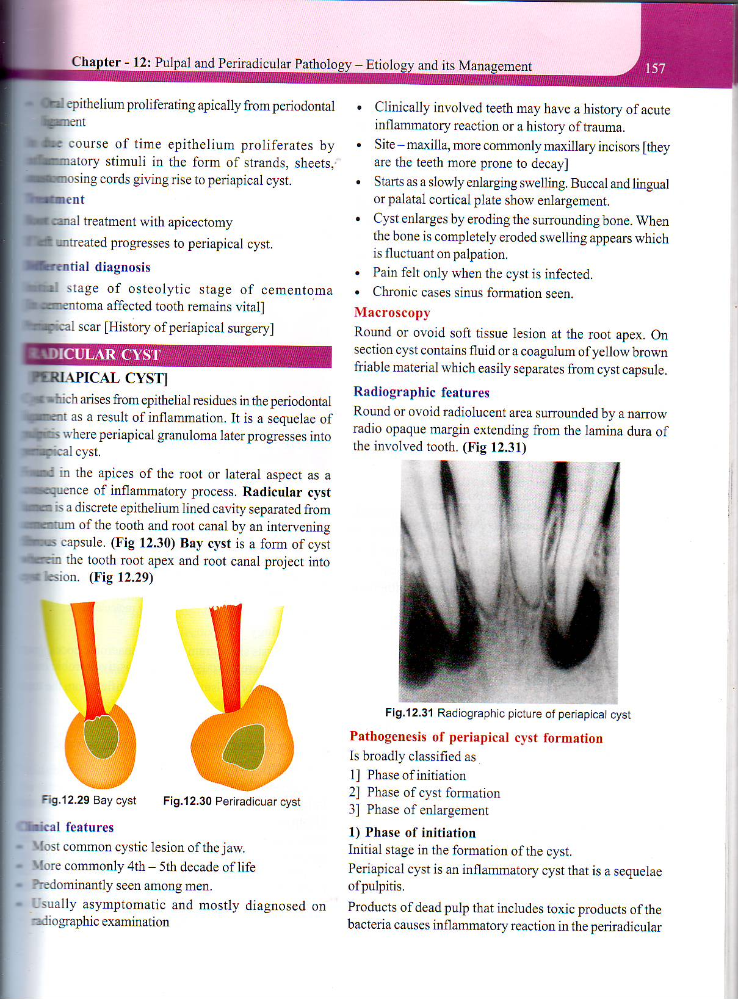 Chapter - 12: Pulpal and Periradicular Pathology – Etiology and its Management
157
Oral epithelium proliferating apically from periodontal
ligament
In due course of time epithelium proliferates by
inflammatory stimuli in the form of strands, sheets,
anastomosing cords giving rise to periapical cyst.
Treatment
Root canal treatment with apicectomy
If left untreated progresses to periapical cyst.
Differential diagnosis
Initial stage of osteolytic stage of cementoma
[In cementoma affected tooth remains vital]
Periapical scar [History of periapical surgery]
RADICULAR CYST
[PERIAPICAL CYST]
Cyst which arises from epithelial residues in the periodontal
ligament as a result of inflammation. It is a sequelae of
pulpitis where periapical granuloma later progresses into
periapical cyst.
Found in the apices of the root or lateral aspect as a
consequence of inflammatory process. Radicular cyst
lumen is a discrete epithelium lined cavity separated from
cementum of the tooth and root canal by an intervening
fibrous capsule. (Fig 12.30) Bay cyst is a form of cyst
wherein the tooth root apex and root canal project into
cyst lesion. (Fig 12.29)
Fig.12.29 Bay cyst
Fig.12.30 Periradicuar cyst
Clinical features
Most common cystic lesion of the jaw.
More commonly 4th – 5th decade of life
Predominantly seen among men.
Usually asymptomatic and mostly diagnosed on
radiographic examination
• Clinically involved teeth may have a history of acute
inflammatory reaction or a history of trauma.
• Site – maxilla, more commonly maxillary incisors [they
are the teeth more prone to decay]
• Starts as a slowly enlarging swelling. Buccal and lingual
or palatal cortical plate show enlargement.
• Cyst enlarges by eroding the surrounding bone. When
the bone is completely eroded swelling appears which
is fluctuant on palpation.
• Pain felt only when the cyst is infected.
• Chronic cases sinus formation seen.
Macroscopy
Round or ovoid soft tissue lesion at the root apex. On
section cyst contains fluid or a coagulum of yellow brown
friable material which easily separates from cyst capsule.
Radiographic features
Round or ovoid radiolucent area surrounded by a narrow
radio opaque margin extending from the lamina dura of
the involved tooth. (Fig 12.31)
Fig.12.31 Radiographic picture of periapical cyst
Pathogenesis of periapical cyst formation
Is broadly classified as
1] Phase of initiation
2] Phase of cyst formation
3] Phase of enlargement
1) Phase of initiation
Initial stage in the formation of the cyst.
Periapical cyst is an inflammatory cyst that is a sequelae
of pulpitis.
Products of dead pulp that includes toxic products of the
bacteria causes inflammatory reaction in the periradicular